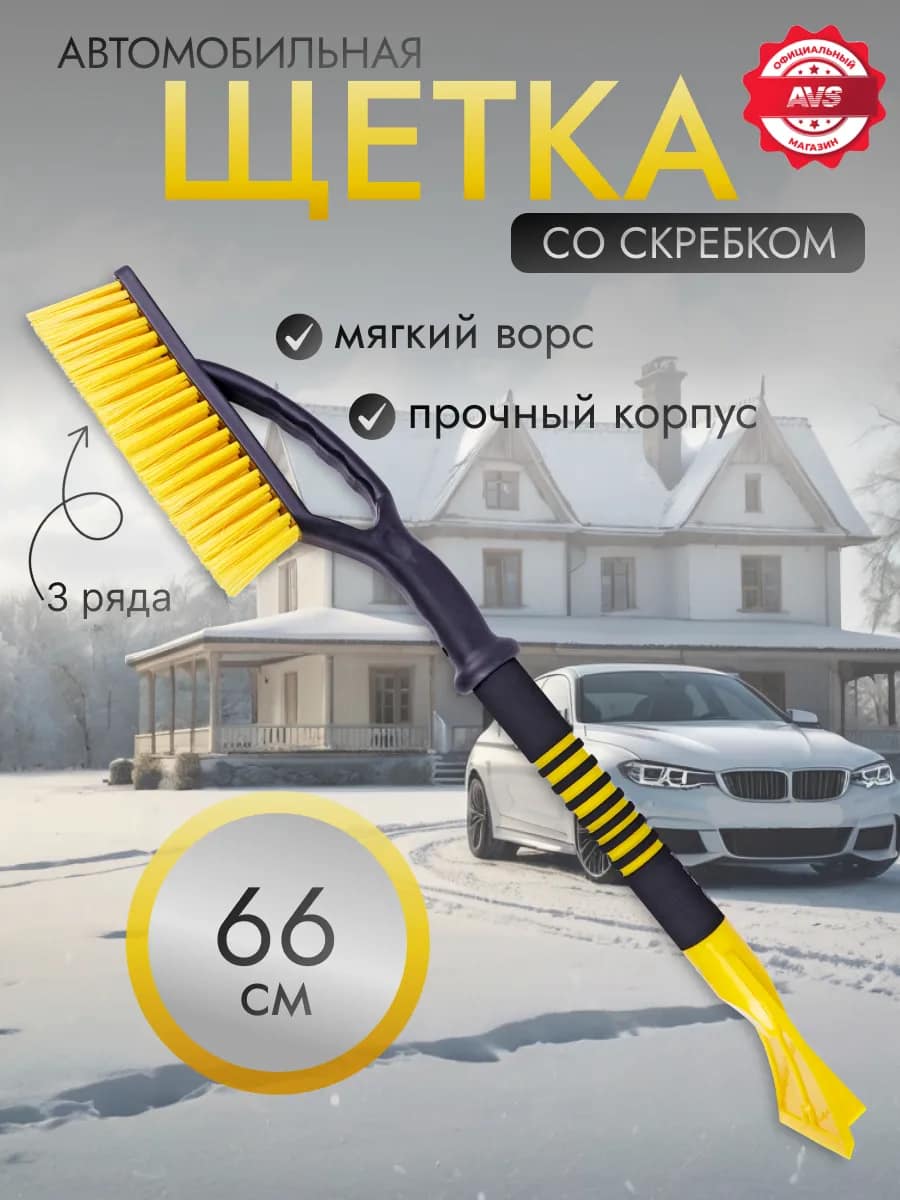 АВТОМОБИЛЬНАЯ
ЩЕТКА
СО СКРЕБКОМ
ОФИЦИАЛЬНЫЙ
AVS
МАГАЗИН
мягкий ворс
прочный корпус
3 ряда
66
см